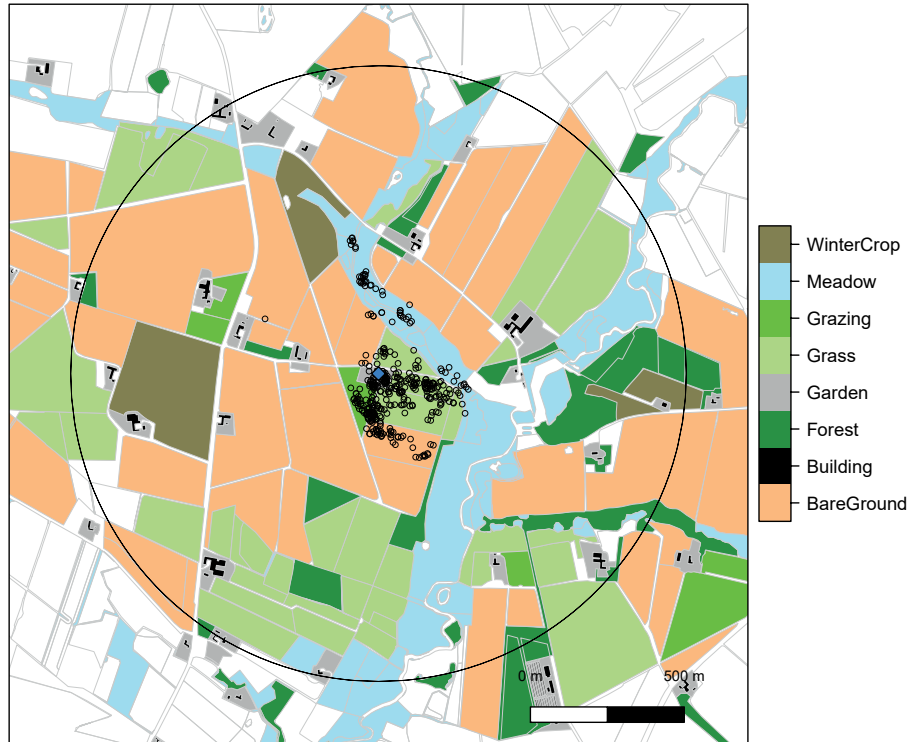 WinterCrop
Meadow
Grazing
Grass
Garden
Forest
Building
BareGround
0 m 500 m